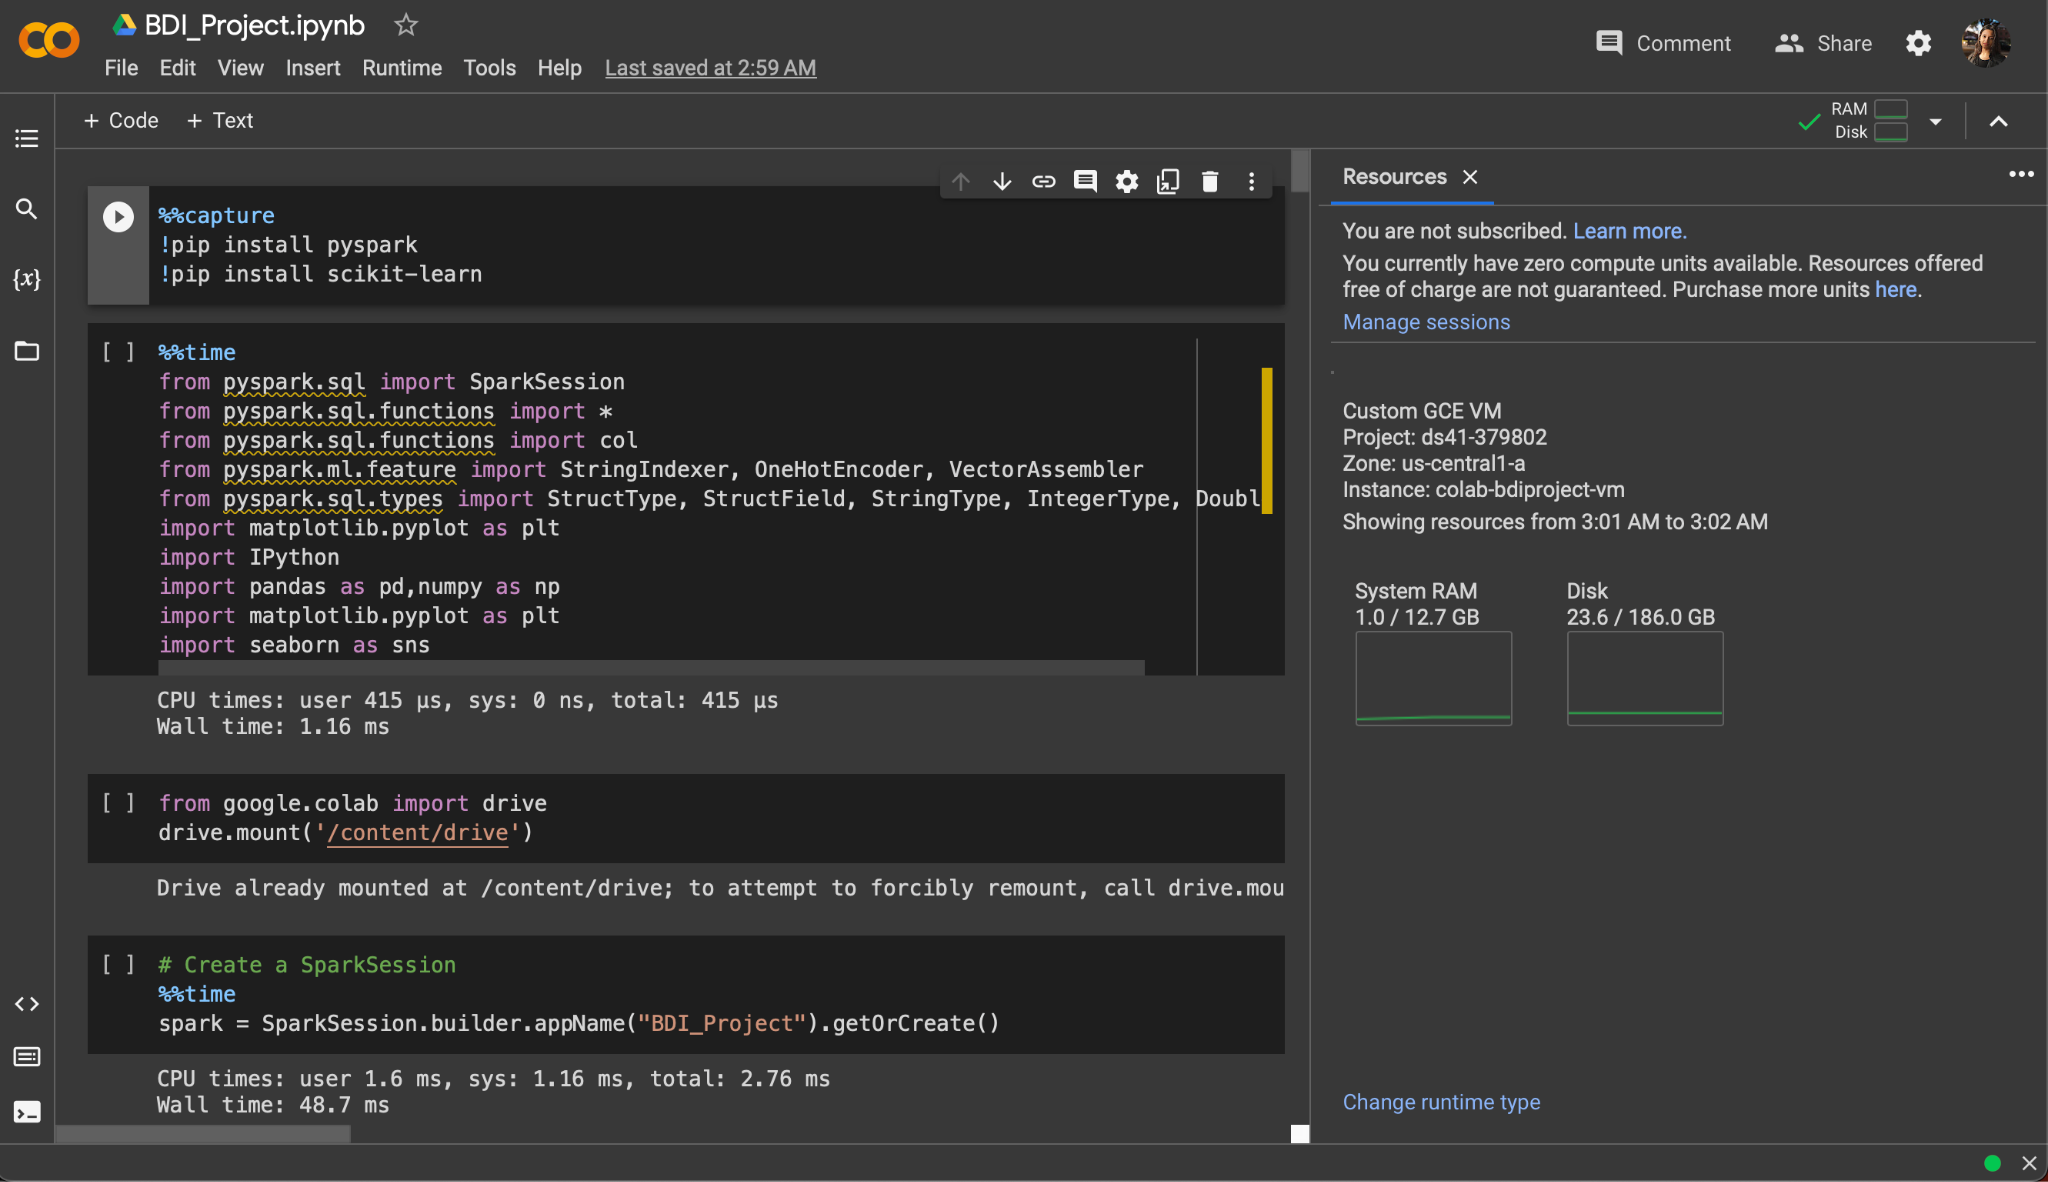 BDI_Project.ipynb
File Edit View Insert Runtime Tools Help Last saved at 2:59 AM
Comment Share
+ Code + Text
RAM
Disk
%%capture
!pip install pyspark
!pip install scikit-learn
[ ] %%time
from pyspark.sql import SparkSession
from pyspark.sql.functions import *
from pyspark.sql.functions import col
from pyspark.ml.feature import StringIndexer, OneHotEncoder, VectorAssembler
from pyspark.sql.types import StructType, StructField, StringType, IntegerType, Doubl
import matplotlib.pyplot as plt
import IPython
import pandas as pd,numpy as np
import matplotlib.pyplot as plt
import seaborn as sns
CPU times: user 415 µs, sys: 0 ns, total: 415 µs
Wall time: 1.16 ms
[ ] from google.colab import drive
drive.mount('/content/drive')
Drive already mounted at /content/drive; to attempt to forcibly remount, call drive.mou
[ ] # Create a SparkSession
%%time
spark = SparkSession.builder.appName("BDI_Project").getOrCreate()
CPU times: user 1.6 ms, sys: 1.16 ms, total: 2.76 ms
Wall time: 48.7 ms
Resources
You are not subscribed. Learn more.
You currently have zero compute units available. Resources offered
free of charge are not guaranteed. Purchase more units here.
Manage sessions
Custom GCE VM
Project: ds41-379802
Zone: us-central1-a
Instance: colab-bdiproject-vm
Showing resources from 3:01 AM to 3:02 AM
System RAM
1.0 / 12.7 GB
Disk
23.6 / 186.0 GB
Change runtime type